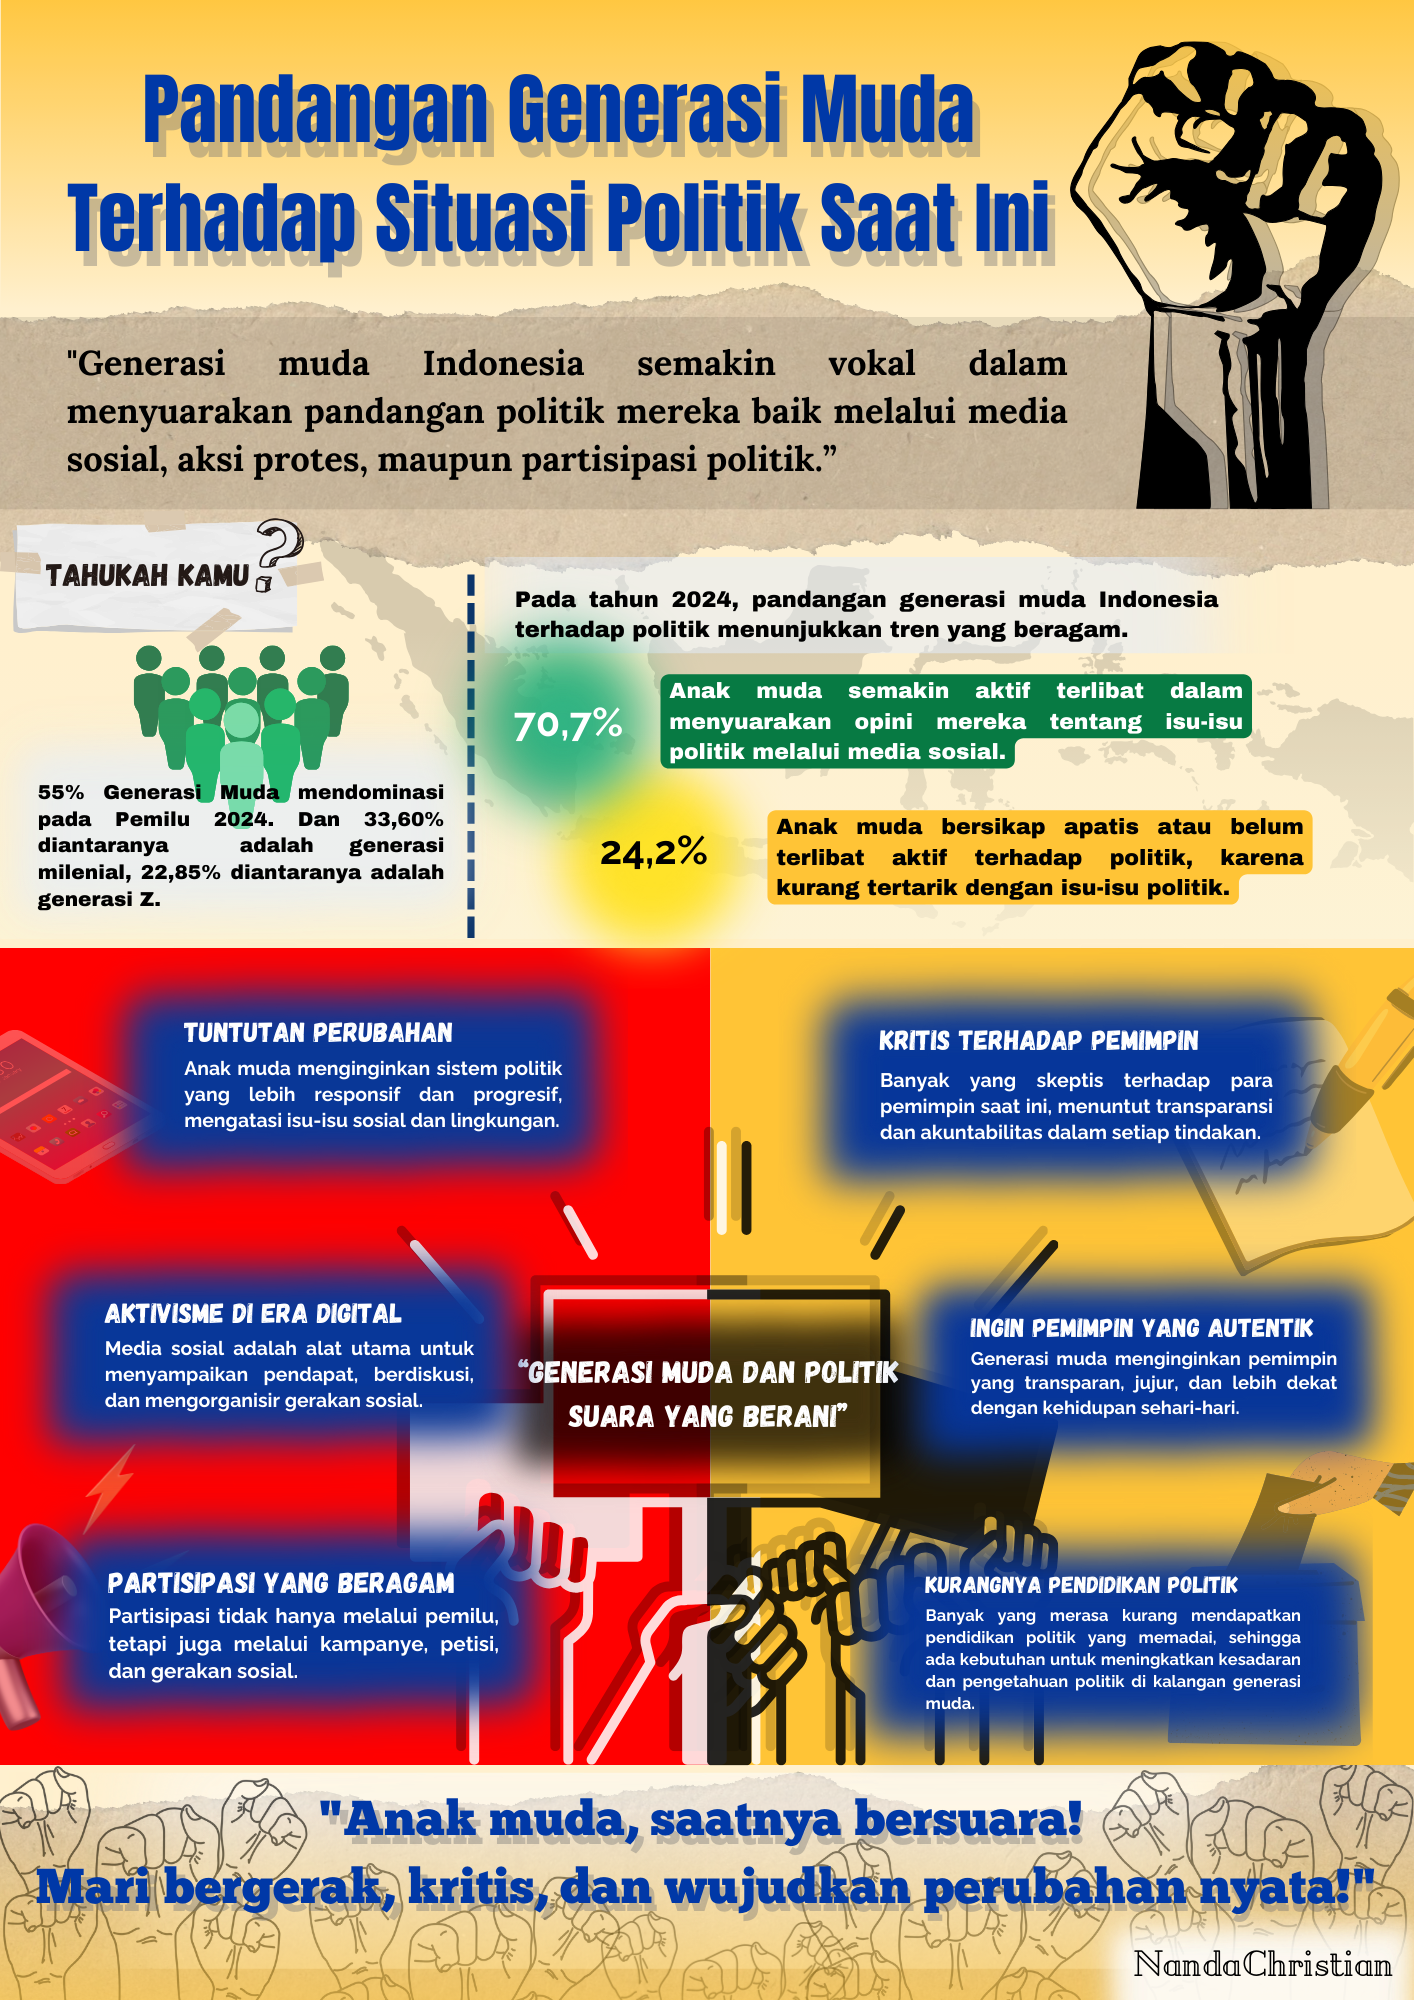 Pandangan Generasi Muda
Terhadap Situasi Politik Saat Ini
"Generasi muda Indonesia semakin vokal dalam
menyuarakan pandangan politik mereka baik melalui media
sosial, aksi protes, maupun partisipasi politik.”
TAHUKAH KAMU?
55% Generasi Muda mendominasi
pada Pemilu 2024. Dan 33,60%
diantaranya adalah generasi
milenial, 22,85% diantaranya adalah
generasi Z.
Pada tahun 2024, pandangan generasi muda Indonesia
terhadap politik menunjukkan tren yang beragam.
70,7%
Anak muda semakin aktif terlibat dalam
menyuarakan opini mereka tentang isu-isu
politik melalui media sosial.
24,2%
Anak muda bersikap apatis atau belum
terlibat aktif terhadap politik, karena
kurang tertarik dengan isu-isu politik.
TUNTUTAN PERUBAHAN
Anak muda menginginkan sistem politik
yang lebih responsif dan progresif,
mengatasi isu-isu sosial dan lingkungan.
KRITIS TERHADAP PEMIMPIN
Banyak yang skeptis terhadap para
pemimpin saat ini, menuntut transparansi
dan akuntabilitas dalam setiap tindakan.
AKTIVISME DI ERA DIGITAL
Media sosial adalah alat utama untuk
menyampaikan pendapat, berdiskusi,
dan mengorganisir gerakan sosial.
“GENERASI MUDA DAN POLITIK
SUARA YANG BERANI”
INGIN PEMIMPIN YANG AUTENTIK
Generasi muda menginginkan pemimpin
yang transparan, jujur, dan lebih dekat
dengan kehidupan sehari-hari.
PARTISIPASI YANG BERAGAM
Partisipasi tidak hanya melalui pemilu,
tetapi juga melalui kampanye, petisi,
dan gerakan sosial.
KURANGNYA PENDIDIKAN POLITIK
Banyak yang merasa kurang mendapatkan
pendidikan politik yang memadai, sehingga
ada kebutuhan untuk meningkatkan kesadaran
dan pengetahuan politik di kalangan generasi
muda.
"Anak muda, saatnya bersuara!
Mari bergerak, kritis, dan wujudkan perubahan nyata!"
NandaChristian